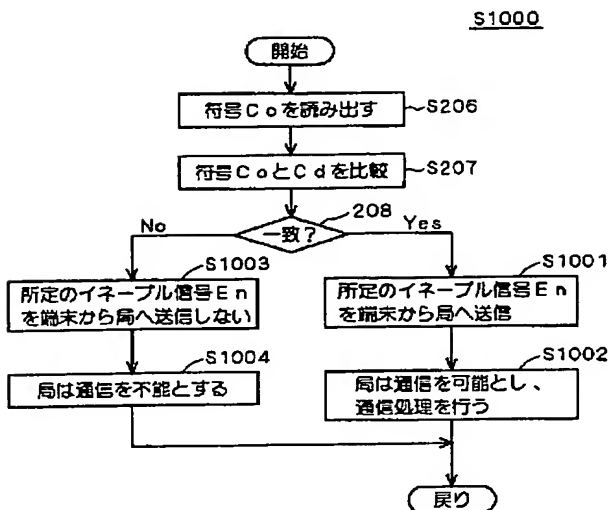 S1000
開始
符号Coを読み出す
S206
符号CoとCdを比較
S207
208
一致?
No
Yes
S1003
所定のイネーブル信号En
を端末から局へ送信しない
S1001
所定のイネーブル信号En
を端末から局へ送信
S1004
局は通信を不能とする
S1002
局は通信を可能とし、
通信処理を行う
戻り